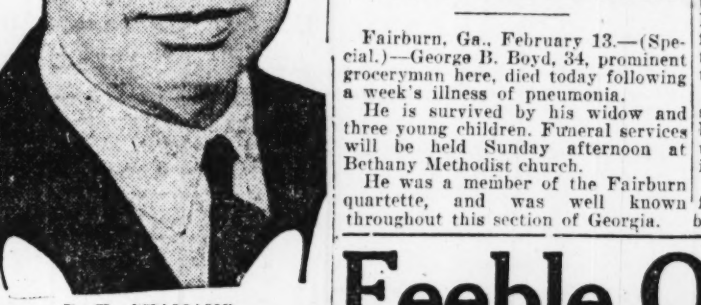 Fairburn, Ga., February 13.—(Spe-
cial.)—George B. Boyd, 34, prominent
groceryman here, died today following
a week's illness of pneumonia.
He is survived by his widow and
three young children. Funeral services
will be held Sunday afternoon at
Bethany Methodist church.
He was a member of the Fairburn
quartette, and was well known
throughout this section of Georgia.
Feeble